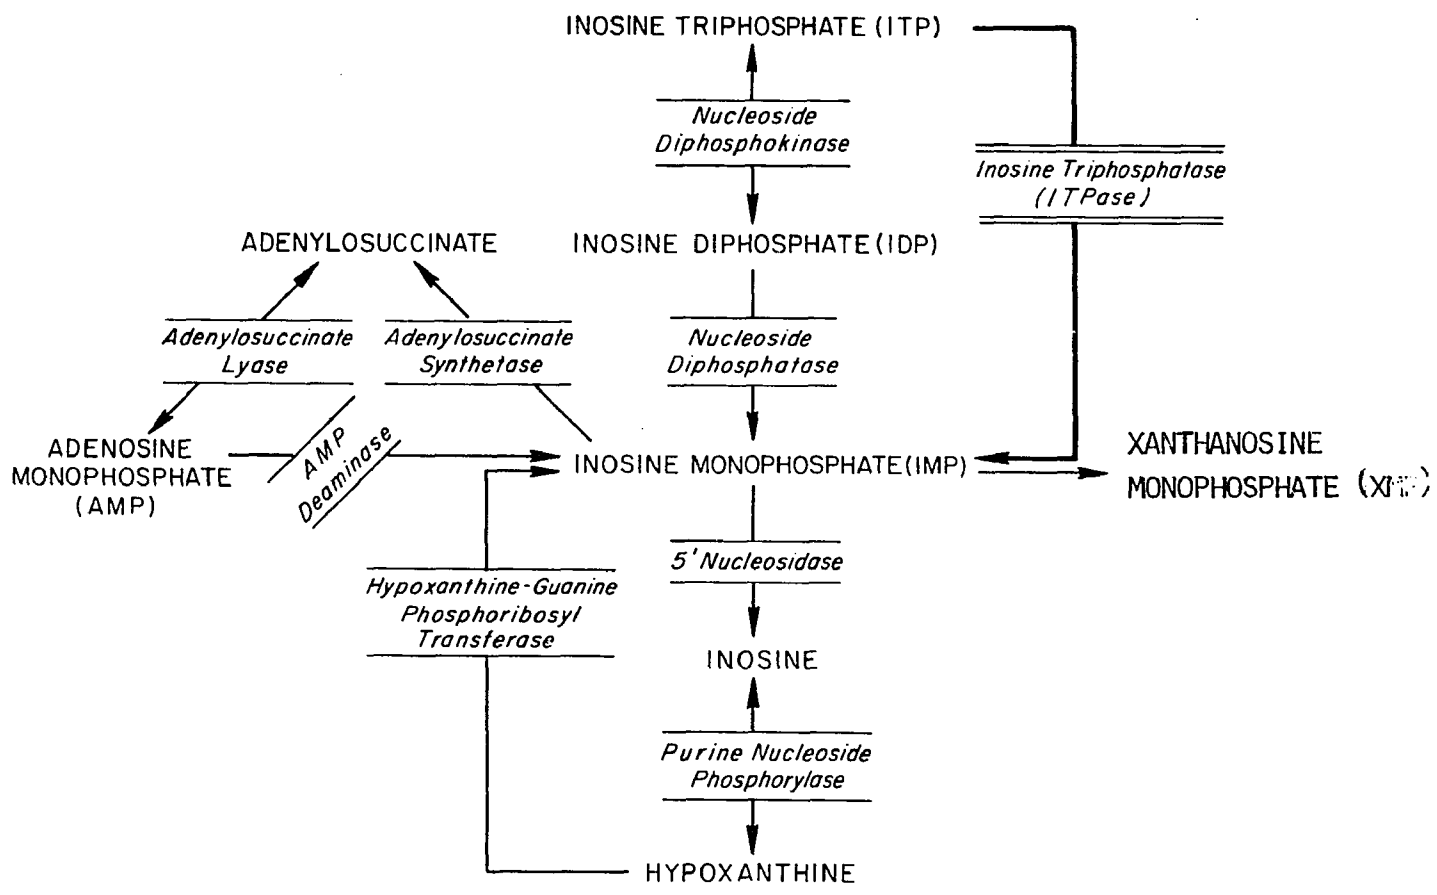 INOSINE TRIPHOSPHATE (ITP)
Nucleoside
Diphosphokinase
Inosine Triphosphatase
(ITPase)
ADENYLOSUCCINATE
INOSINE DIPHOSPHATE (IDP)
Adenylosuccinate
Lyase
Adenylosuccinate
Synthetase
Nucleoside
Diphosphatase
ADENOSINE
MONOPHOSPHATE
(AMP)
AMP
Deaminase
INOSINE MONOPHOSPHATE (IMP)
XANTHANOSINE
MONOPHOSPHATE (XMP)
5' Nucleosidase
Hypoxanthine-Guanine
Phosphoribosyl
Transferase
INOSINE
Purine Nucleoside
Phosphorylase
HYPOXANTHINE